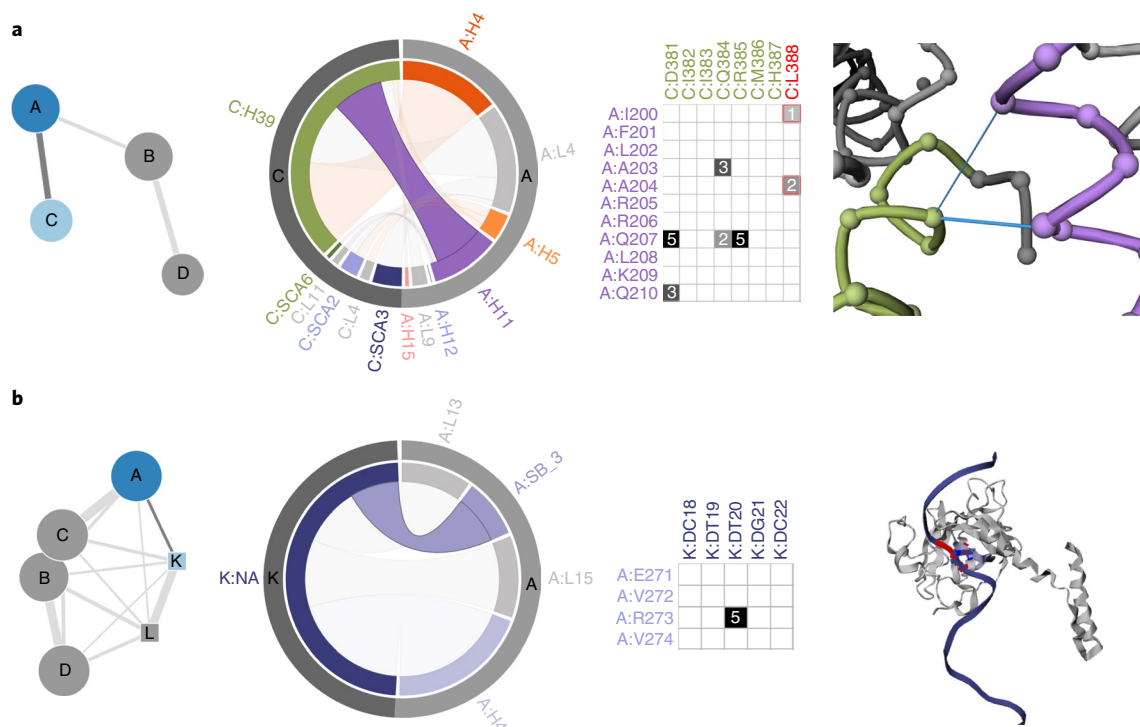 a
A
B
C
D
A:H4
C:H39
A:L4
C
A
A:H5
A:H11
A:H12
A:L9
A:H15
C:SCA3
C:L4
C:SCA2
C:L11
C:SCA6
C:D381
C:I382
C:I383
C:Q384
C:R385
C:M386
C:H387
C:L388
A:I200 1
A:F201
A:L202
A:A203 3
A:A204 2
A:R205
A:R206
A:Q207 5 2 5
A:L208
A:K209
A:Q210 3
b
A
C
K
B
L
D
A:L13
A:SB_3
K:NA
K
A
A:L15
A:H4
K:DC18
K:DT19
K:DT20
K:DG21
K:DC22
A:E271
A:V272
A:R273 5
A:V274